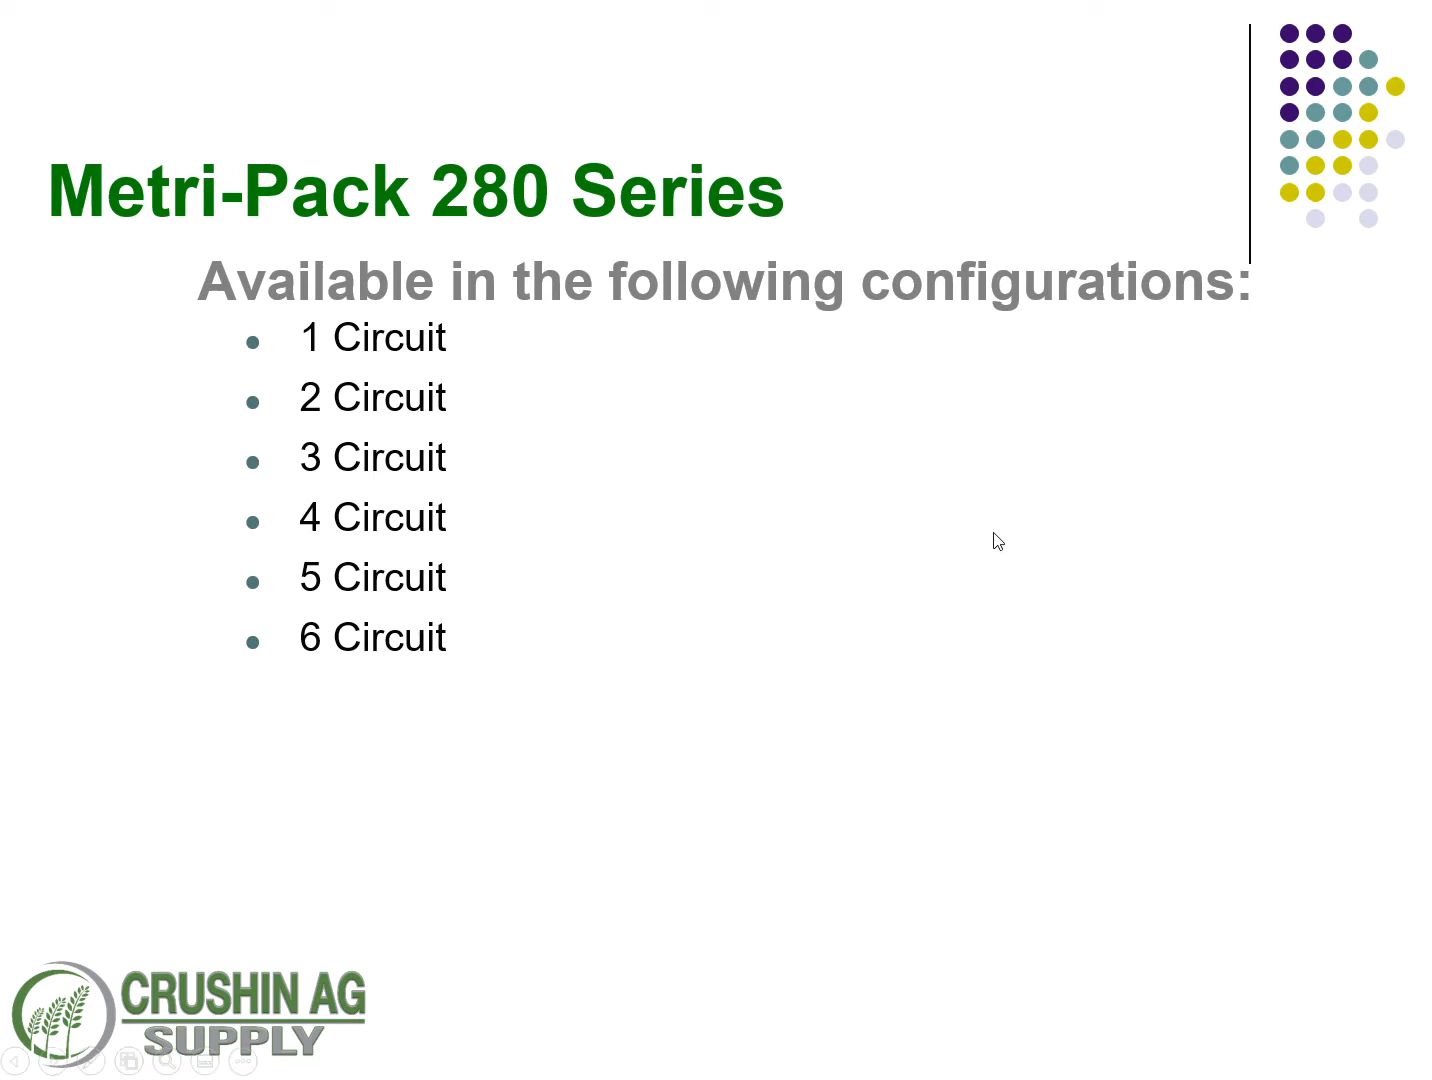 Metri-Pack 280 Series
Available in the following configurations:
1 Circuit
2 Circuit
3 Circuit
4 Circuit
5 Circuit
6 Circuit
CRUSHIN AG
SUPPLY